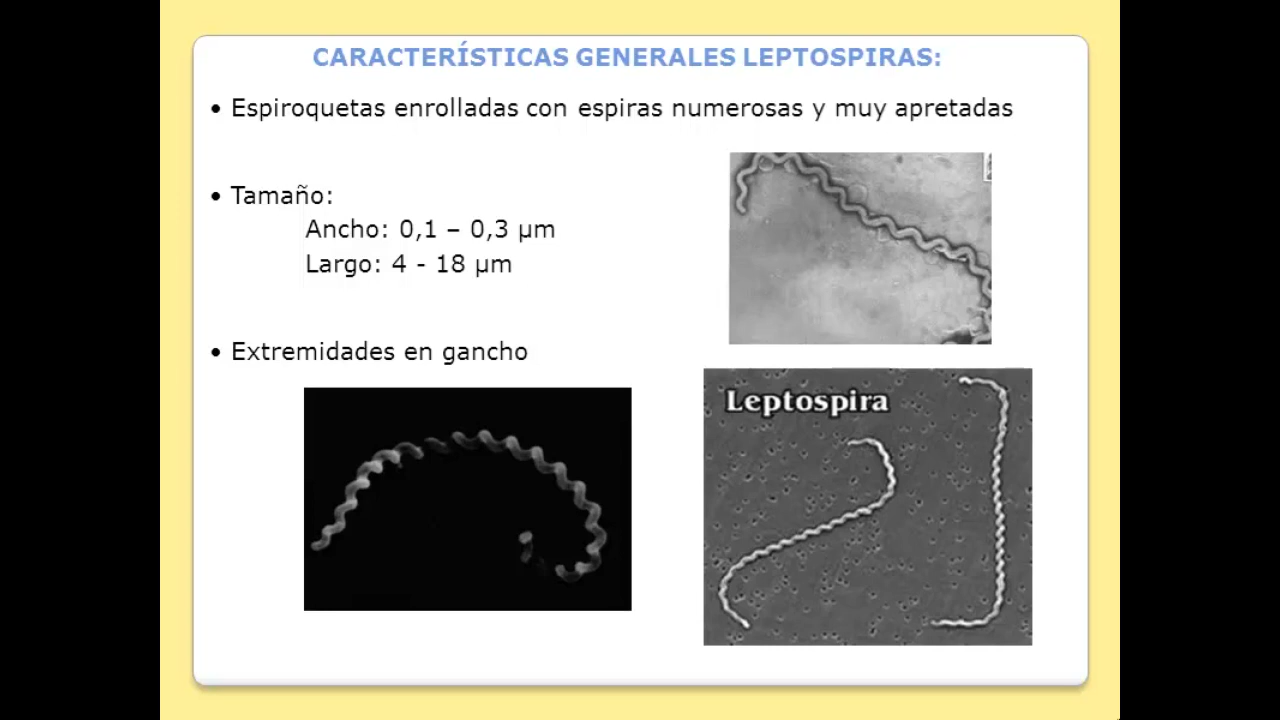 CARACTERÍSTICAS GENERALES LEPTOSPIRAS:
• Espiroquetas enrolladas con espiras numerosas y muy apretadas
• Tamaño:
Ancho: 0,1 – 0,3 µm
Largo: 4 - 18 µm
• Extremidades en gancho
Leptospira